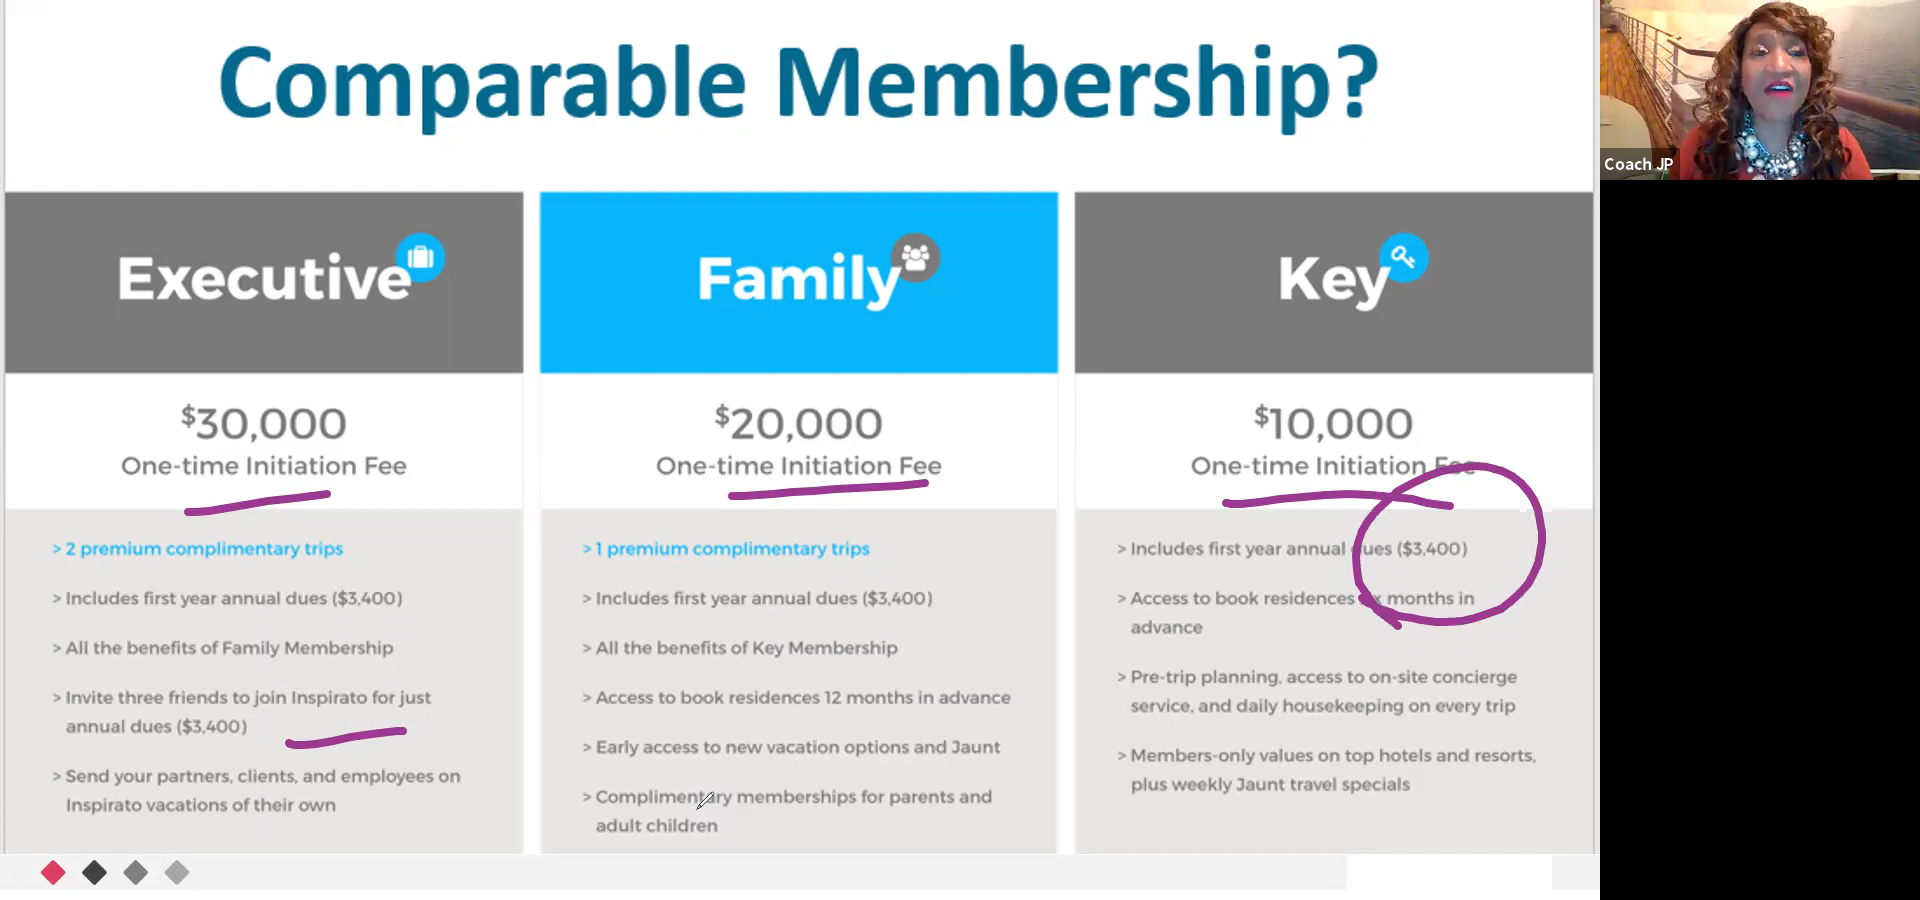 Comparable Membership?
Coach JP
Executive
$30,000
One-time Initiation Fee
> 2 premium complimentary trips
> Includes first year annual dues ($3,400)
> All the benefits of Family Membership
> Invite three friends to join Inspirato for just
annual dues ($3,400)
> Send your partners, clients, and employees on
Inspirato vacations of their own
Family
$20,000
One-time Initiation Fee
> 1 premium complimentary trips
> Includes first year annual dues ($3,400)
> All the benefits of Key Membership
> Access to book residences 12 months in advance
> Early access to new vacation options and Jaunt
> Complimentary memberships for parents and
adult children
Key
$10,000
One-time Initiation Fee
> Includes first year annual dues ($3,400)
> Access to book residences six months in
advance
> Pre-trip planning, access to on-site concierge
service, and daily housekeeping on every trip
> Members-only values on top hotels and resorts,
plus weekly Jaunt travel specials